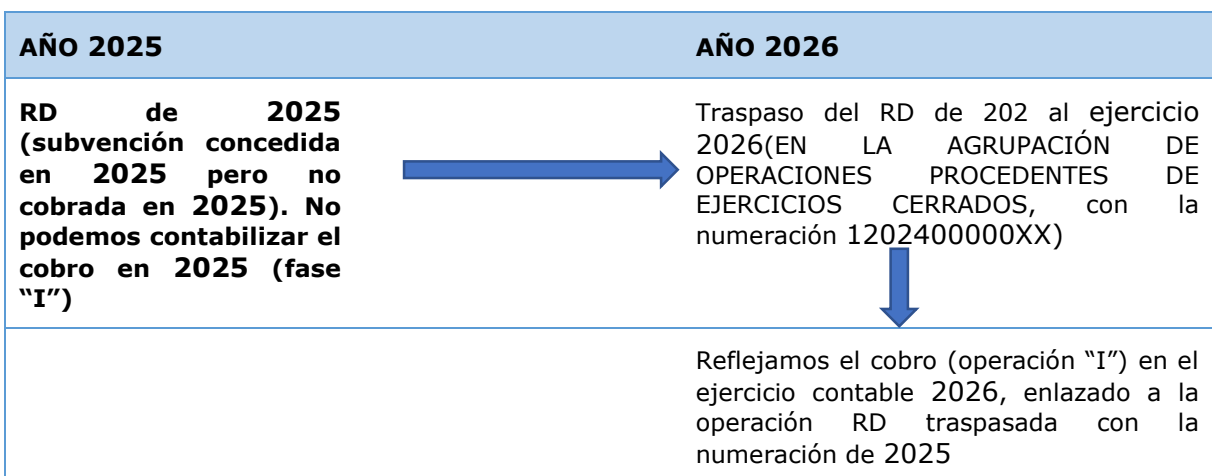 AÑO 2025
AÑO 2026
RD de 2025
(subvención concedida
en 2025 pero no
cobrada en 2025). No
podemos contabilizar el
cobro en 2025 (fase
“I”)
Traspaso del RD de 202 al ejercicio
2026(EN LA AGRUPACIÓN DE
OPERACIONES PROCEDENTES DE
EJERCICIOS CERRADOS, con la
numeración 1202400000XX)
Reflejamos el cobro (operación “I”) en el
ejercicio contable 2026, enlazado a la
operación RD traspasada con la
numeración de 2025